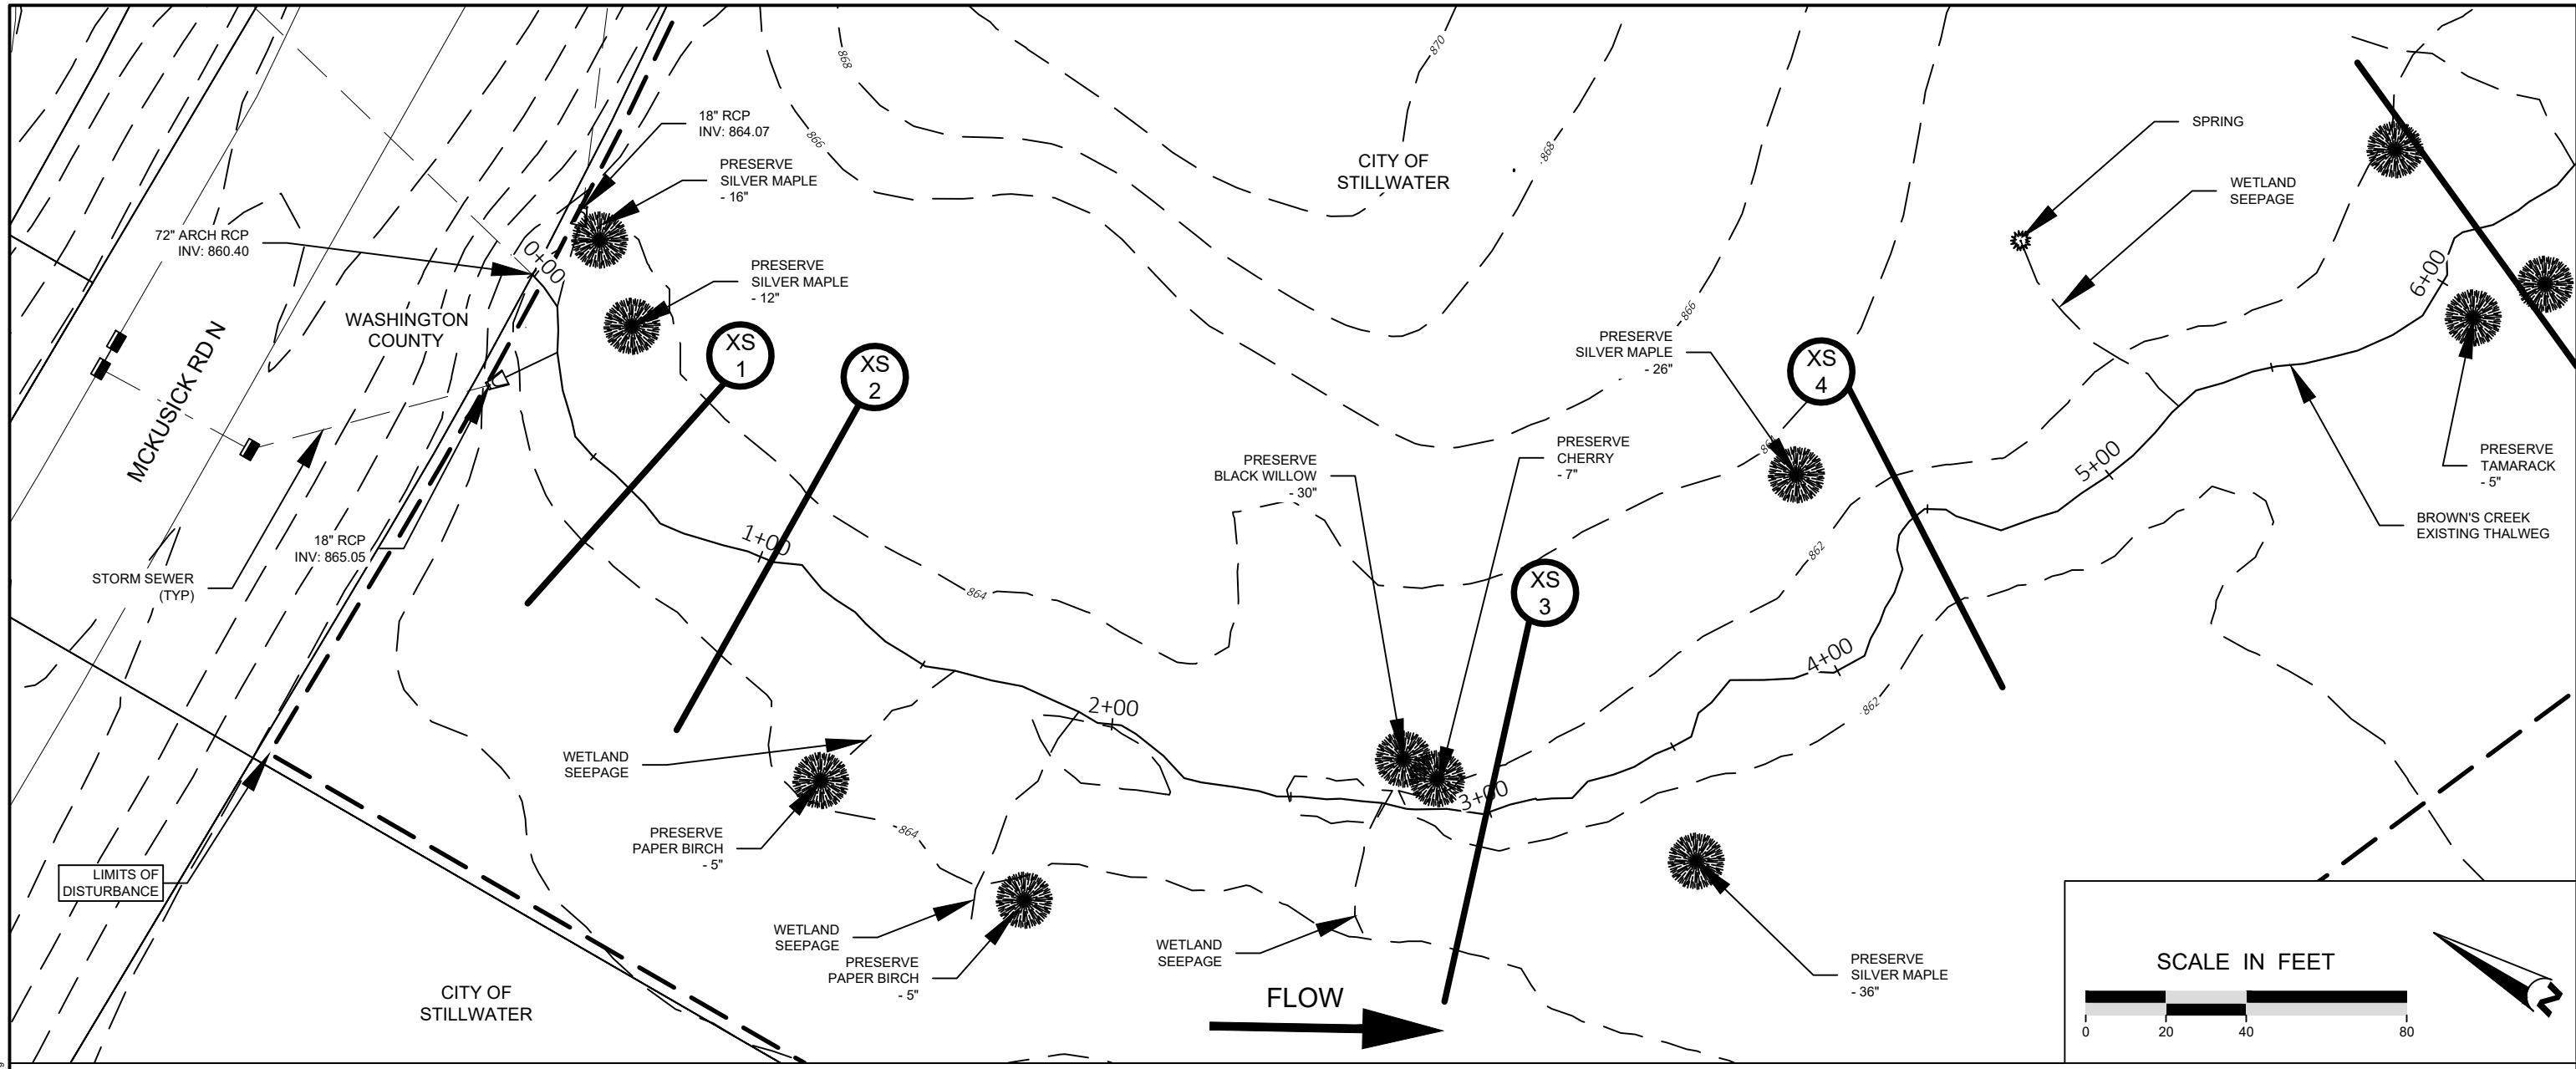 868
870
18" RCP
INV: 864.07
866
PRESERVE
SILVER MAPLE
- 16"
CITY OF
STILLWATER
868
SPRING
WETLAND
SEEPAGE
72" ARCH RCP
INV: 860.40
0+00
PRESERVE
SILVER MAPLE
- 12"
6+00
WASHINGTON
COUNTY
MCKUSICK RD N
XS
1
XS
2
866
PRESERVE
SILVER MAPLE
- 26"
XS
4
PRESERVE
CHERRY
- 7"
PRESERVE
BLACK WILLOW
- 30"
5+00
PRESERVE
TAMARACK
- 5"
BROWN'S CREEK
EXISTING THALWEG
18" RCP
INV: 865.05
1+00
862
STORM SEWER
(TYP)
864
XS
3
4+00
2+00
862
WETLAND
SEEPAGE
3+00
PRESERVE
PAPER BIRCH
- 5"
864
LIMITS OF
DISTURBANCE
WETLAND
SEEPAGE
PRESERVE
PAPER BIRCH
- 5"
WETLAND
SEEPAGE
PRESERVE
SILVER MAPLE
- 36"
CITY OF
STILLWATER
FLOW
SCALE IN FEET
0 20 40 80
N